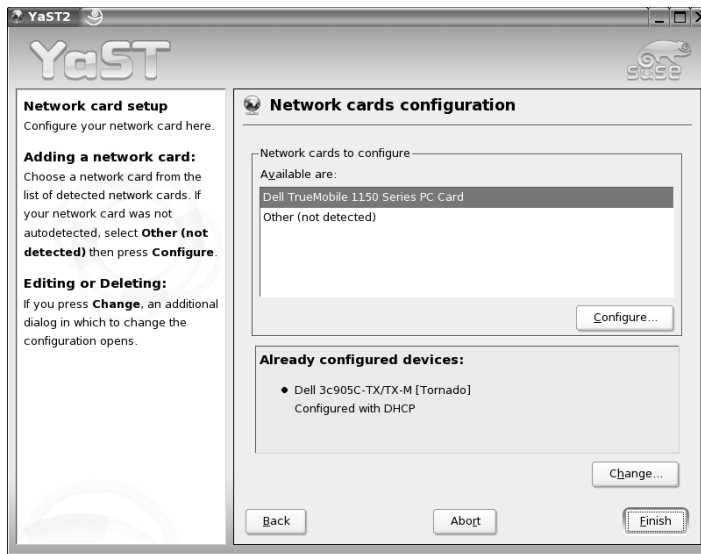 YaST2
YaST
suse
Network card setup
Configure your network card here.
Adding a network card:
Choose a network card from the
list of detected network cards. If
your network card was not
autodetected, select Other (not
detected) then press Configure.
Editing or Deleting:
If you press Change, an additional
dialog in which to change the
configuration opens.
Network cards configuration
Network cards to configure
Available are:
Dell TrueMobile 1150 Series PC Card
Other (not detected)
Configure...
Already configured devices:
Dell 3c905C-TX/TX-M [Tornado]
Configured with DHCP
Change...
Back
Abort
Finish